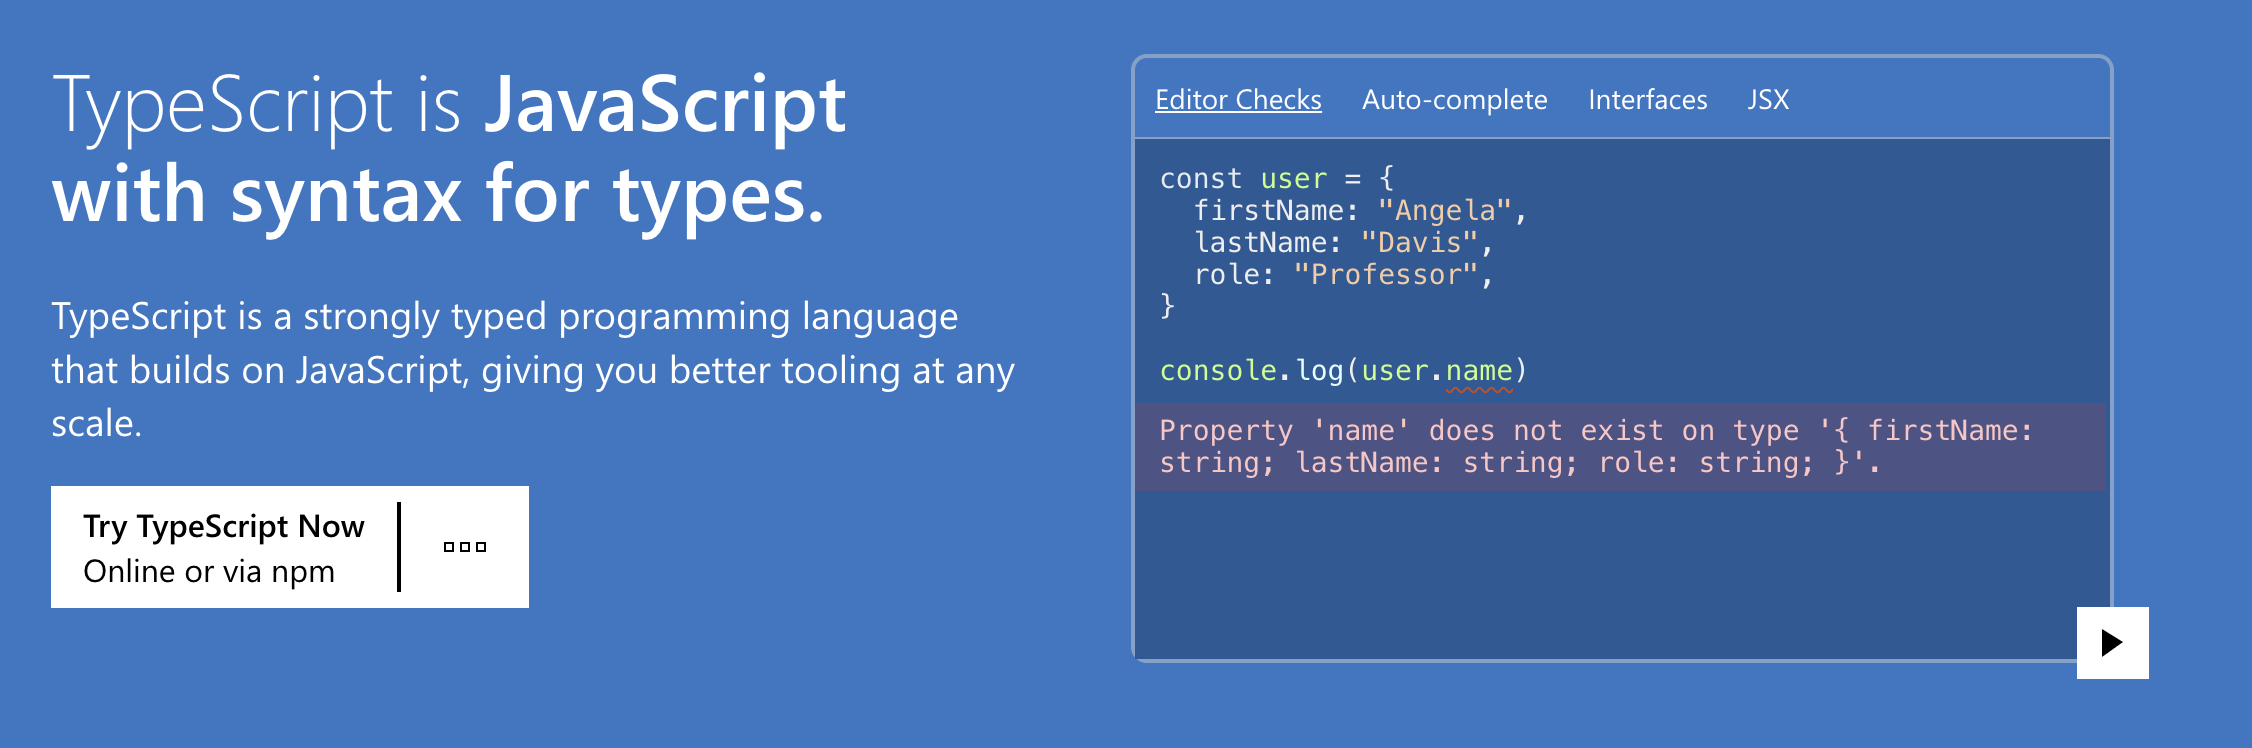 TypeScript is JavaScript
with syntax for types.
TypeScript is a strongly typed programming language
that builds on JavaScript, giving you better tooling at any
scale.
Try TypeScript Now
Online or via npm
Editor Checks Auto-complete Interfaces JSX
const user = {
  firstName: "Angela",
  lastName: "Davis",
  role: "Professor",
}
console.log(user.name)
Property 'name' does not exist on type '{ firstName:
string; lastName: string; role: string; }'.